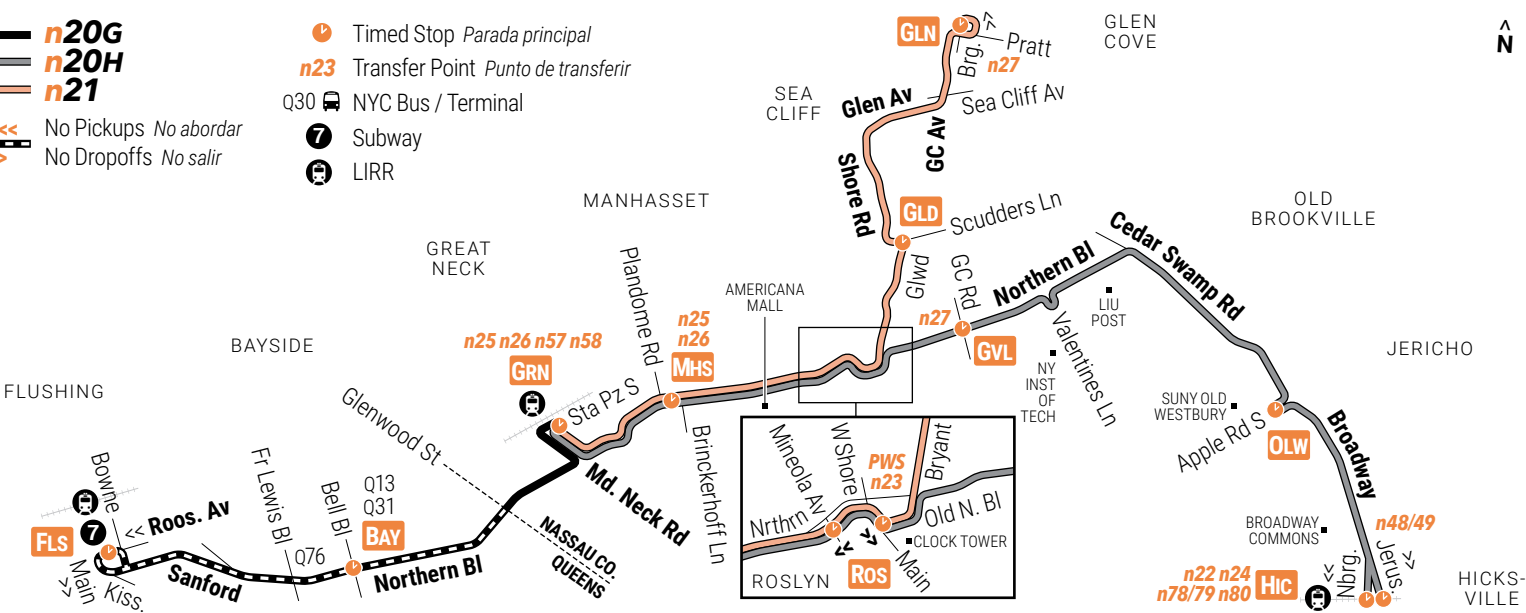 n20G
n20H
n21
<< No Pickups No abordar
> No Dropoffs No salir
Timed Stop Parada principal
n23 Transfer Point Punto de transferir
Q30 NYC Bus / Terminal
7 Subway
LIRR
^
N
GLEN
COVE
GLN
>>
Pratt
Brg.
n27
SEA
CLIFF
Glen Av
Sea Cliff Av
GC Av
Shore Rd
GLD
Scudders Ln
Glwd
MANHASSET
OLD
BROOKVILLE
GREAT
NECK
Plandome Rd
AMERICANA
MALL
GC Rd
Northern Bl
Cedar Swamp Rd
LIU
POST
n27
GVL
Valentines Ln
NY
INST
OF
TECH
JERICHO
BAYSIDE
n25 n26 n57 n58
GRN
n25
n26
MHS
Sta Pz S
FLUSHING
Glenwood St
Brinckerhoff Ln
Md. Neck Rd
SUNY OLD
WESTBURY
Apple Rd S
OLW
Broadway
Mineola Av
W Shore
PWS
n23
Bryant
Nrthrn
Old N. Bl
<<
>>
CLOCK TOWER
ROSLYN
ROS
Main
Bowne
Fr Lewis Bl
Bell Bl
Q13
Q31
BAY
7
<< Roos. Av
FLS
Q76
NASSAU CO.
QUEENS
Main
>>
Kiss.
Sanford
Northern Bl
BROADWAY
COMMONS
n48/49
n22 n24
n78/79 n80
HIC
<<
Nbrg.
Jerus.
>>
HICKS-
VILLE